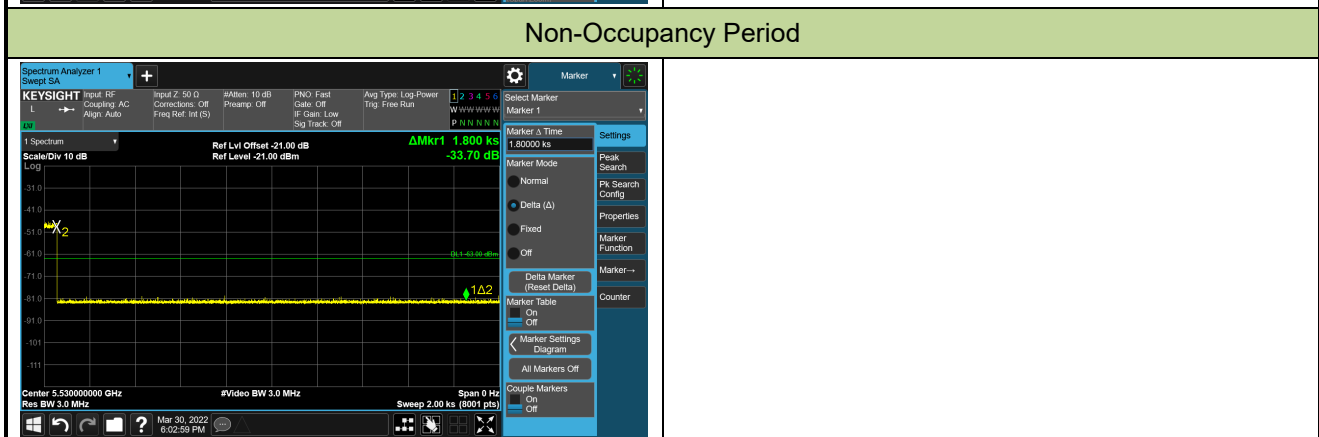 Non-Occupancy Period
Spectrum Analyzer 1
Swept SA
+
Marker
KEYSIGHT
L
Input: RF
Coupling: AC
Align: Auto
Input Z: 50 Ω
Corrections: Off
Freq Ref: Int (S)
#Atten: 10 dB
Preamp: Off
PNO: Fast
Gate: Off
IF Gain: Low
Sig Track: Off
Avg Type: Log-Power
Trig: Free Run
1 2 3 4 5 6
W W W W W W
P N N N N N
Select Marker
Marker 1
1 Spectrum
Scale/Div 10 dB
Log
Ref Lvl Offset -21.00 dB
Ref Level -21.00 dBm
ΔMkr1 1.800 ks
-33.70 dB
-31.0
-41.0
-51.0
-61.0
-71.0
-81.0
-91.0
-101
-111
2
DL1 -63.00 dBm
1Δ2
Center 5.530000000 GHz
Res BW 3.0 MHz
#Video BW 3.0 MHz
Span 0 Hz
Sweep 2.00 ks (8001 pts)
Marker Δ Time
1.80000 ks
Marker Mode
Normal
Delta (Δ)
Fixed
Off
Delta Marker
(Reset Delta)
Marker Table
On
Off
Marker Settings
Diagram
All Markers Off
Couple Markers
On
Off
Settings
Peak
Search
Pk Search
Config
Properties
Marker
Function
Marker→
Counter
?
Mar 30, 2022
6:02:59 PM